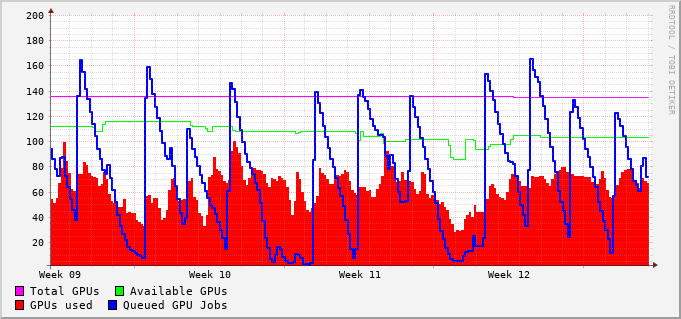 200
180
160
140
120
100
80
60
40
20
Week 09 Week 10 Week 11 Week 12
Total GPUs Available GPUs
GPUs used Queued GPU Jobs
RRDTOOL / TOBI OETIKER